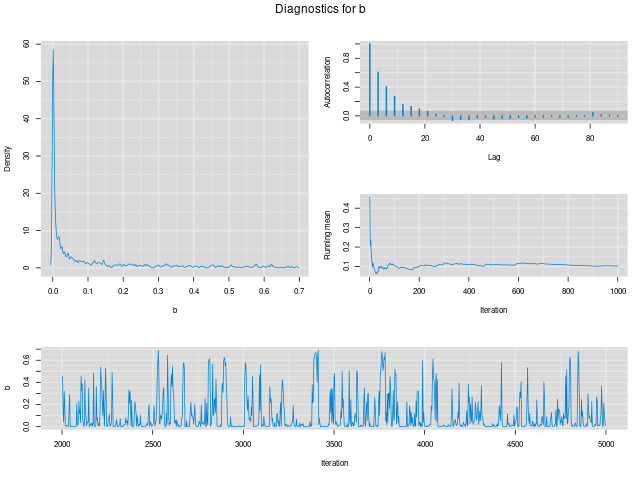 Diagnostics for b
Density
60
50
40
30
20
10
0
0.0 0.1 0.2 0.3 0.4 0.5 0.6 0.7
b
Autocorrelation
0.8
0.4
0.0
0 20 40 60 80
Lag
Running mean
0.4
0.3
0.2
0.1
0 200 400 600 800 1000
Iteration
b
0.6
0.4
0.2
0.0
2000 2500 3000 3500 4000 4500 5000
Iteration